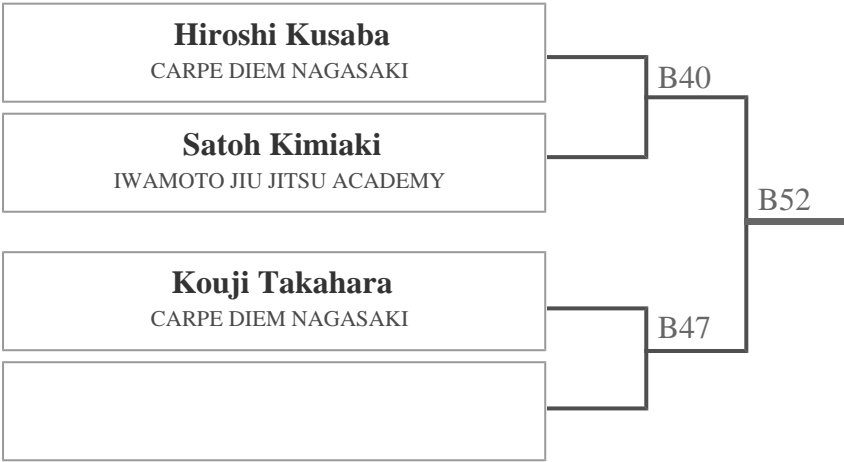 Hiroshi Kusaba
CARPE DIEM NAGASAKI
B40
Satoh Kimiaki
IWAMOTO JIU JITSU ACADEMY
B52
Kouji Takahara
CARPE DIEM NAGASAKI
B47